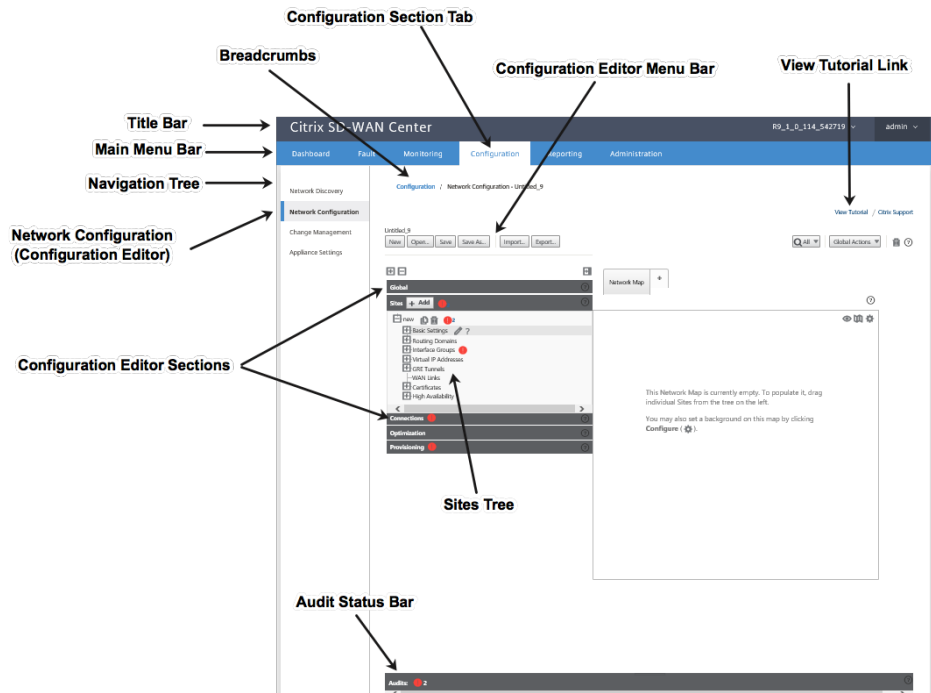 Configuration Section Tab
Breadcrumbs
Configuration Editor Menu Bar
View Tutorial Link
Title Bar
Citrix SD-WAN Center
R9_1_0_114_542719
admin
Main Menu Bar
Dashboard Fault Monitoring Configuration Reporting Administration
Navigation Tree
Network Discovery
Configuration / Network Configuration - Untitled_9
Network Configuration
View Tutorial / Citrix Support
Network Configuration
(Configuration Editor)
Change Management
Untitled_9
New Open... Save Save As... Import... Export...
All Global Actions
Appliance Settings
Global
Network Map +
Sites + Add
new 2
Basic Settings ?
Routing Domains
Interface Groups
Virtual IP Addresses
GRE Tunnels
WAN Links
Certificates
High Availability
Configuration Editor Sections
Connections
Optimization
Provisioning
This Network Map is currently empty. To populate it, drag
individual Sites from the tree on the left.
You may also set a background on this map by clicking
Configure ( ).
Sites Tree
Audit Status Bar
Audits: 2